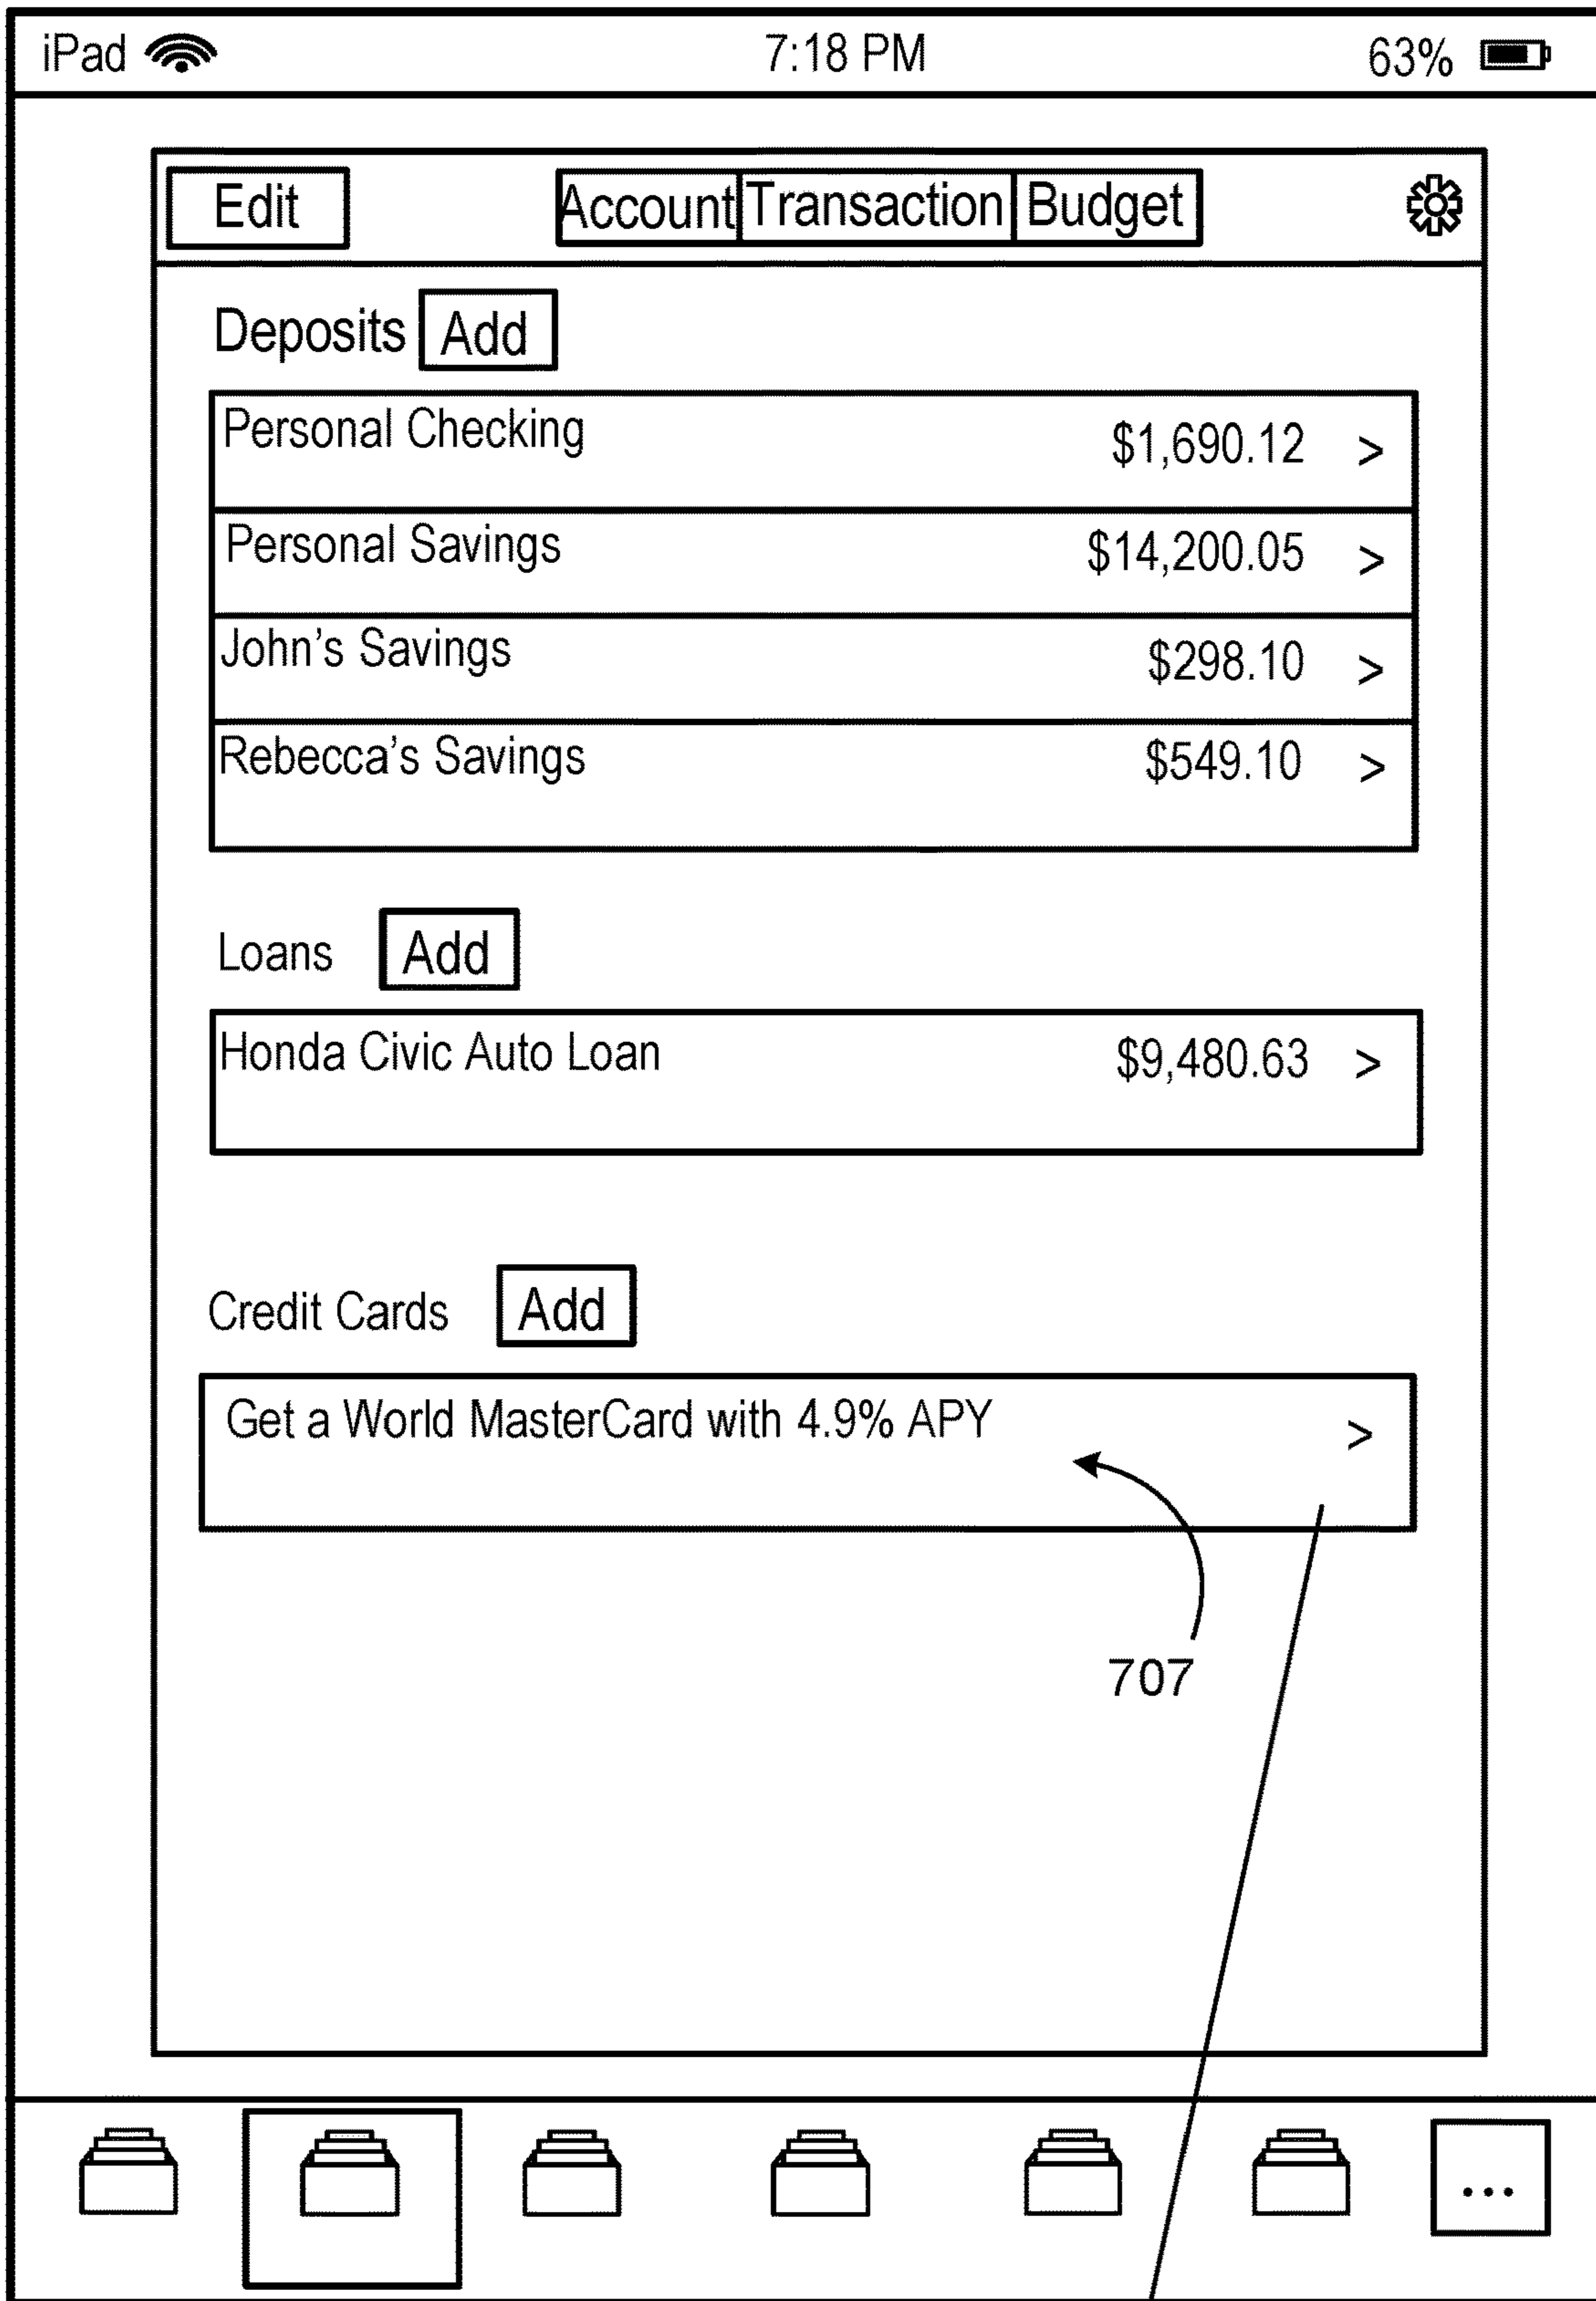 iPad 7:18 PM 63%
Edit Account Transaction Budget
Deposits Add
Personal Checking $1,690.12 >
Personal Savings $14,200.05 >
John's Savings $298.10 >
Rebecca's Savings $549.10 >
Loans Add
Honda Civic Auto Loan $9,480.63 >
Credit Cards Add
Get a World MasterCard with 4.9% APY >
707
...